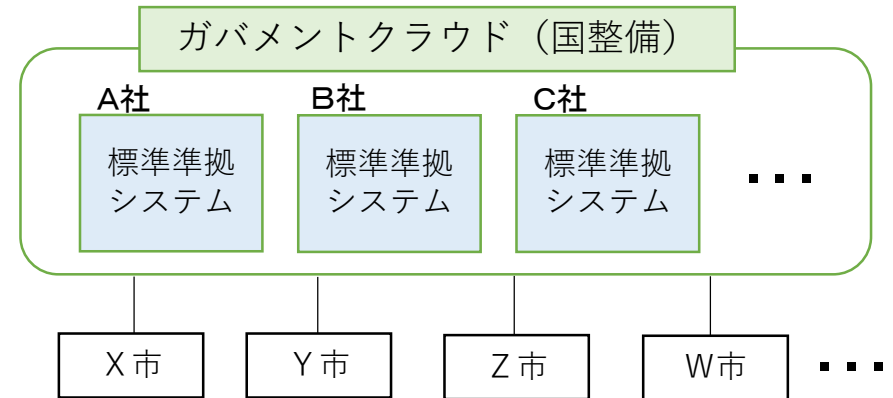 ガバメントクラウド（国整備）
A社
B社
C社
標準準拠
システム
標準準拠
システム
標準準拠
システム
・・・
X市
Y市
Z市
W市
・・・